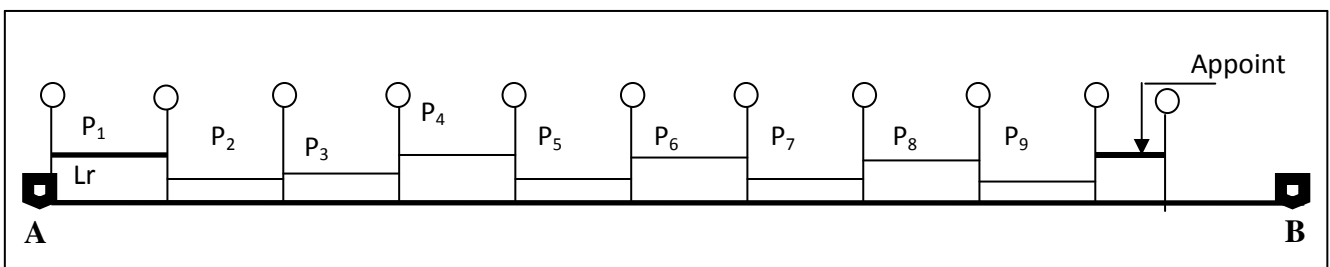 Appoint
P₁ P₂ P₃ P₄ P₅ P₆ P₇ P₈ P₉
Lr
A B